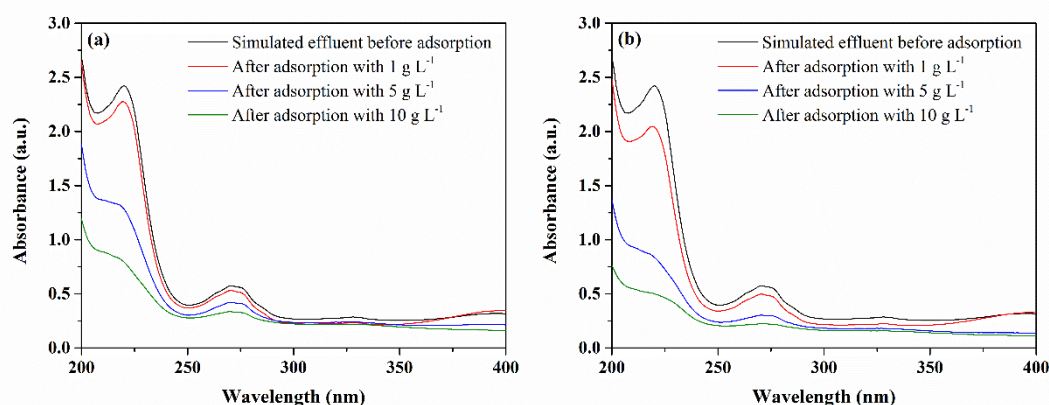 (a)
Simulated effluent before adsorption
After adsorption with 1 g L⁻¹
After adsorption with 5 g L⁻¹
After adsorption with 10 g L⁻¹
Absorbance (a.u.)
3.0
2.5
2.0
1.5
1.0
0.5
0.0
200 250 300 350 400
Wavelength (nm)
(b)
Simulated effluent before adsorption
After adsorption with 1 g L⁻¹
After adsorption with 5 g L⁻¹
After adsorption with 10 g L⁻¹
Absorbance (a.u.)
3.0
2.5
2.0
1.5
1.0
0.5
0.0
200 250 300 350 400
Wavelength (nm)